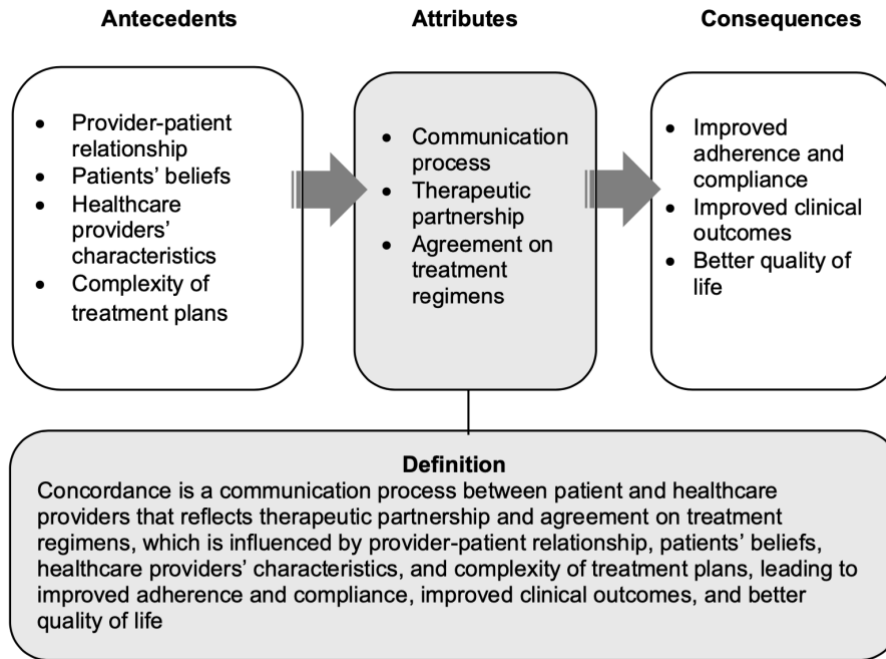 Antecedents
Attributes
Consequences
• Provider-patient
relationship
• Patients' beliefs
• Healthcare
providers'
characteristics
• Complexity of
treatment plans
• Communication
process
• Therapeutic
partnership
• Agreement on
treatment
regimens
• Improved
adherence and
compliance
• Improved clinical
outcomes
• Better quality of
life
Definition
Concordance is a communication process between patient and healthcare
providers that reflects therapeutic partnership and agreement on treatment
regimens, which is influenced by provider-patient relationship, patients' beliefs,
healthcare providers' characteristics, and complexity of treatment plans, leading to
improved adherence and compliance, improved clinical outcomes, and better
quality of life